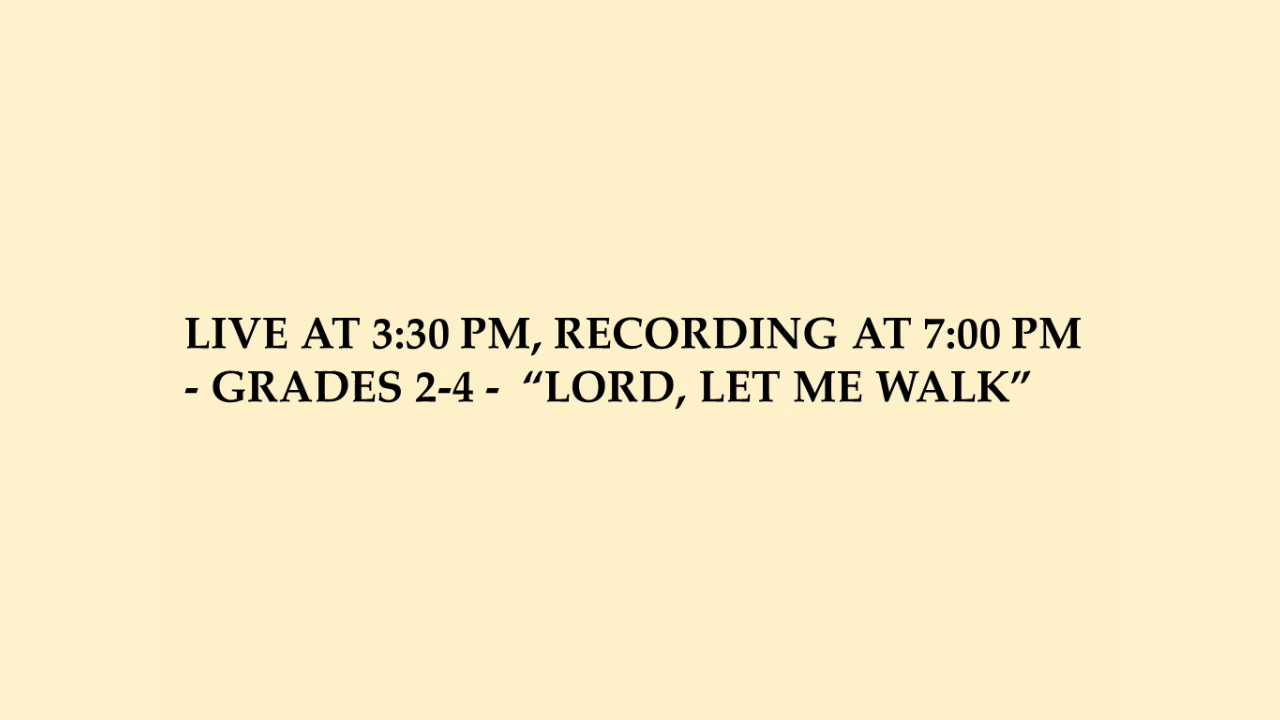 LIVE AT 3:30 PM, RECORDING AT 7:00 PM
- GRADES 2-4 -  “LORD, LET ME WALK”